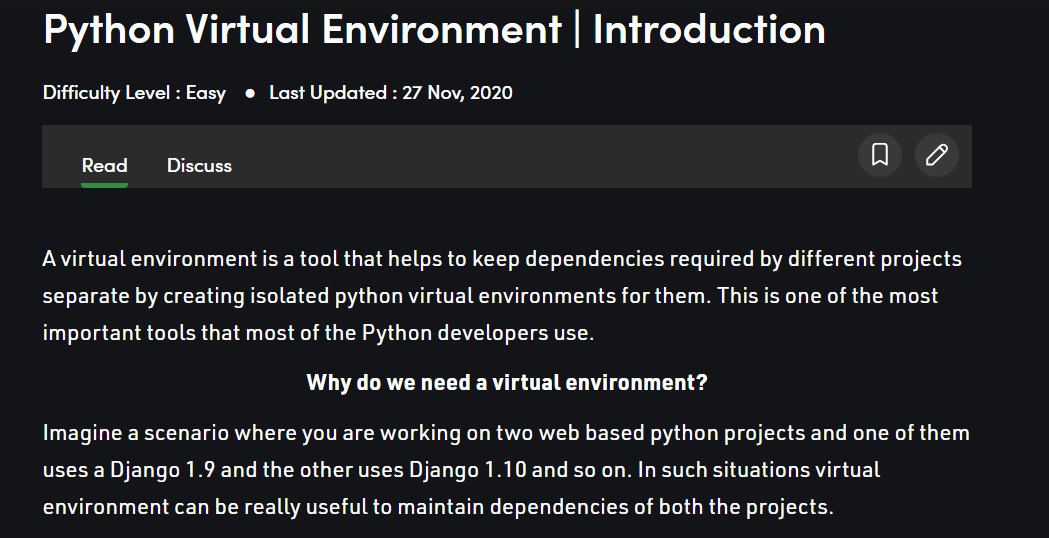 Python Virtual Environment | Introduction
Difficulty Level : Easy ● Last Updated : 27 Nov, 2020
Read Discuss
A virtual environment is a tool that helps to keep dependencies required by different projects
separate by creating isolated python virtual environments for them. This is one of the most
important tools that most of the Python developers use.
Why do we need a virtual environment?
Imagine a scenario where you are working on two web based python projects and one of them
uses a Django 1.9 and the other uses Django 1.10 and so on. In such situations virtual
environment can be really useful to maintain dependencies of both the projects.